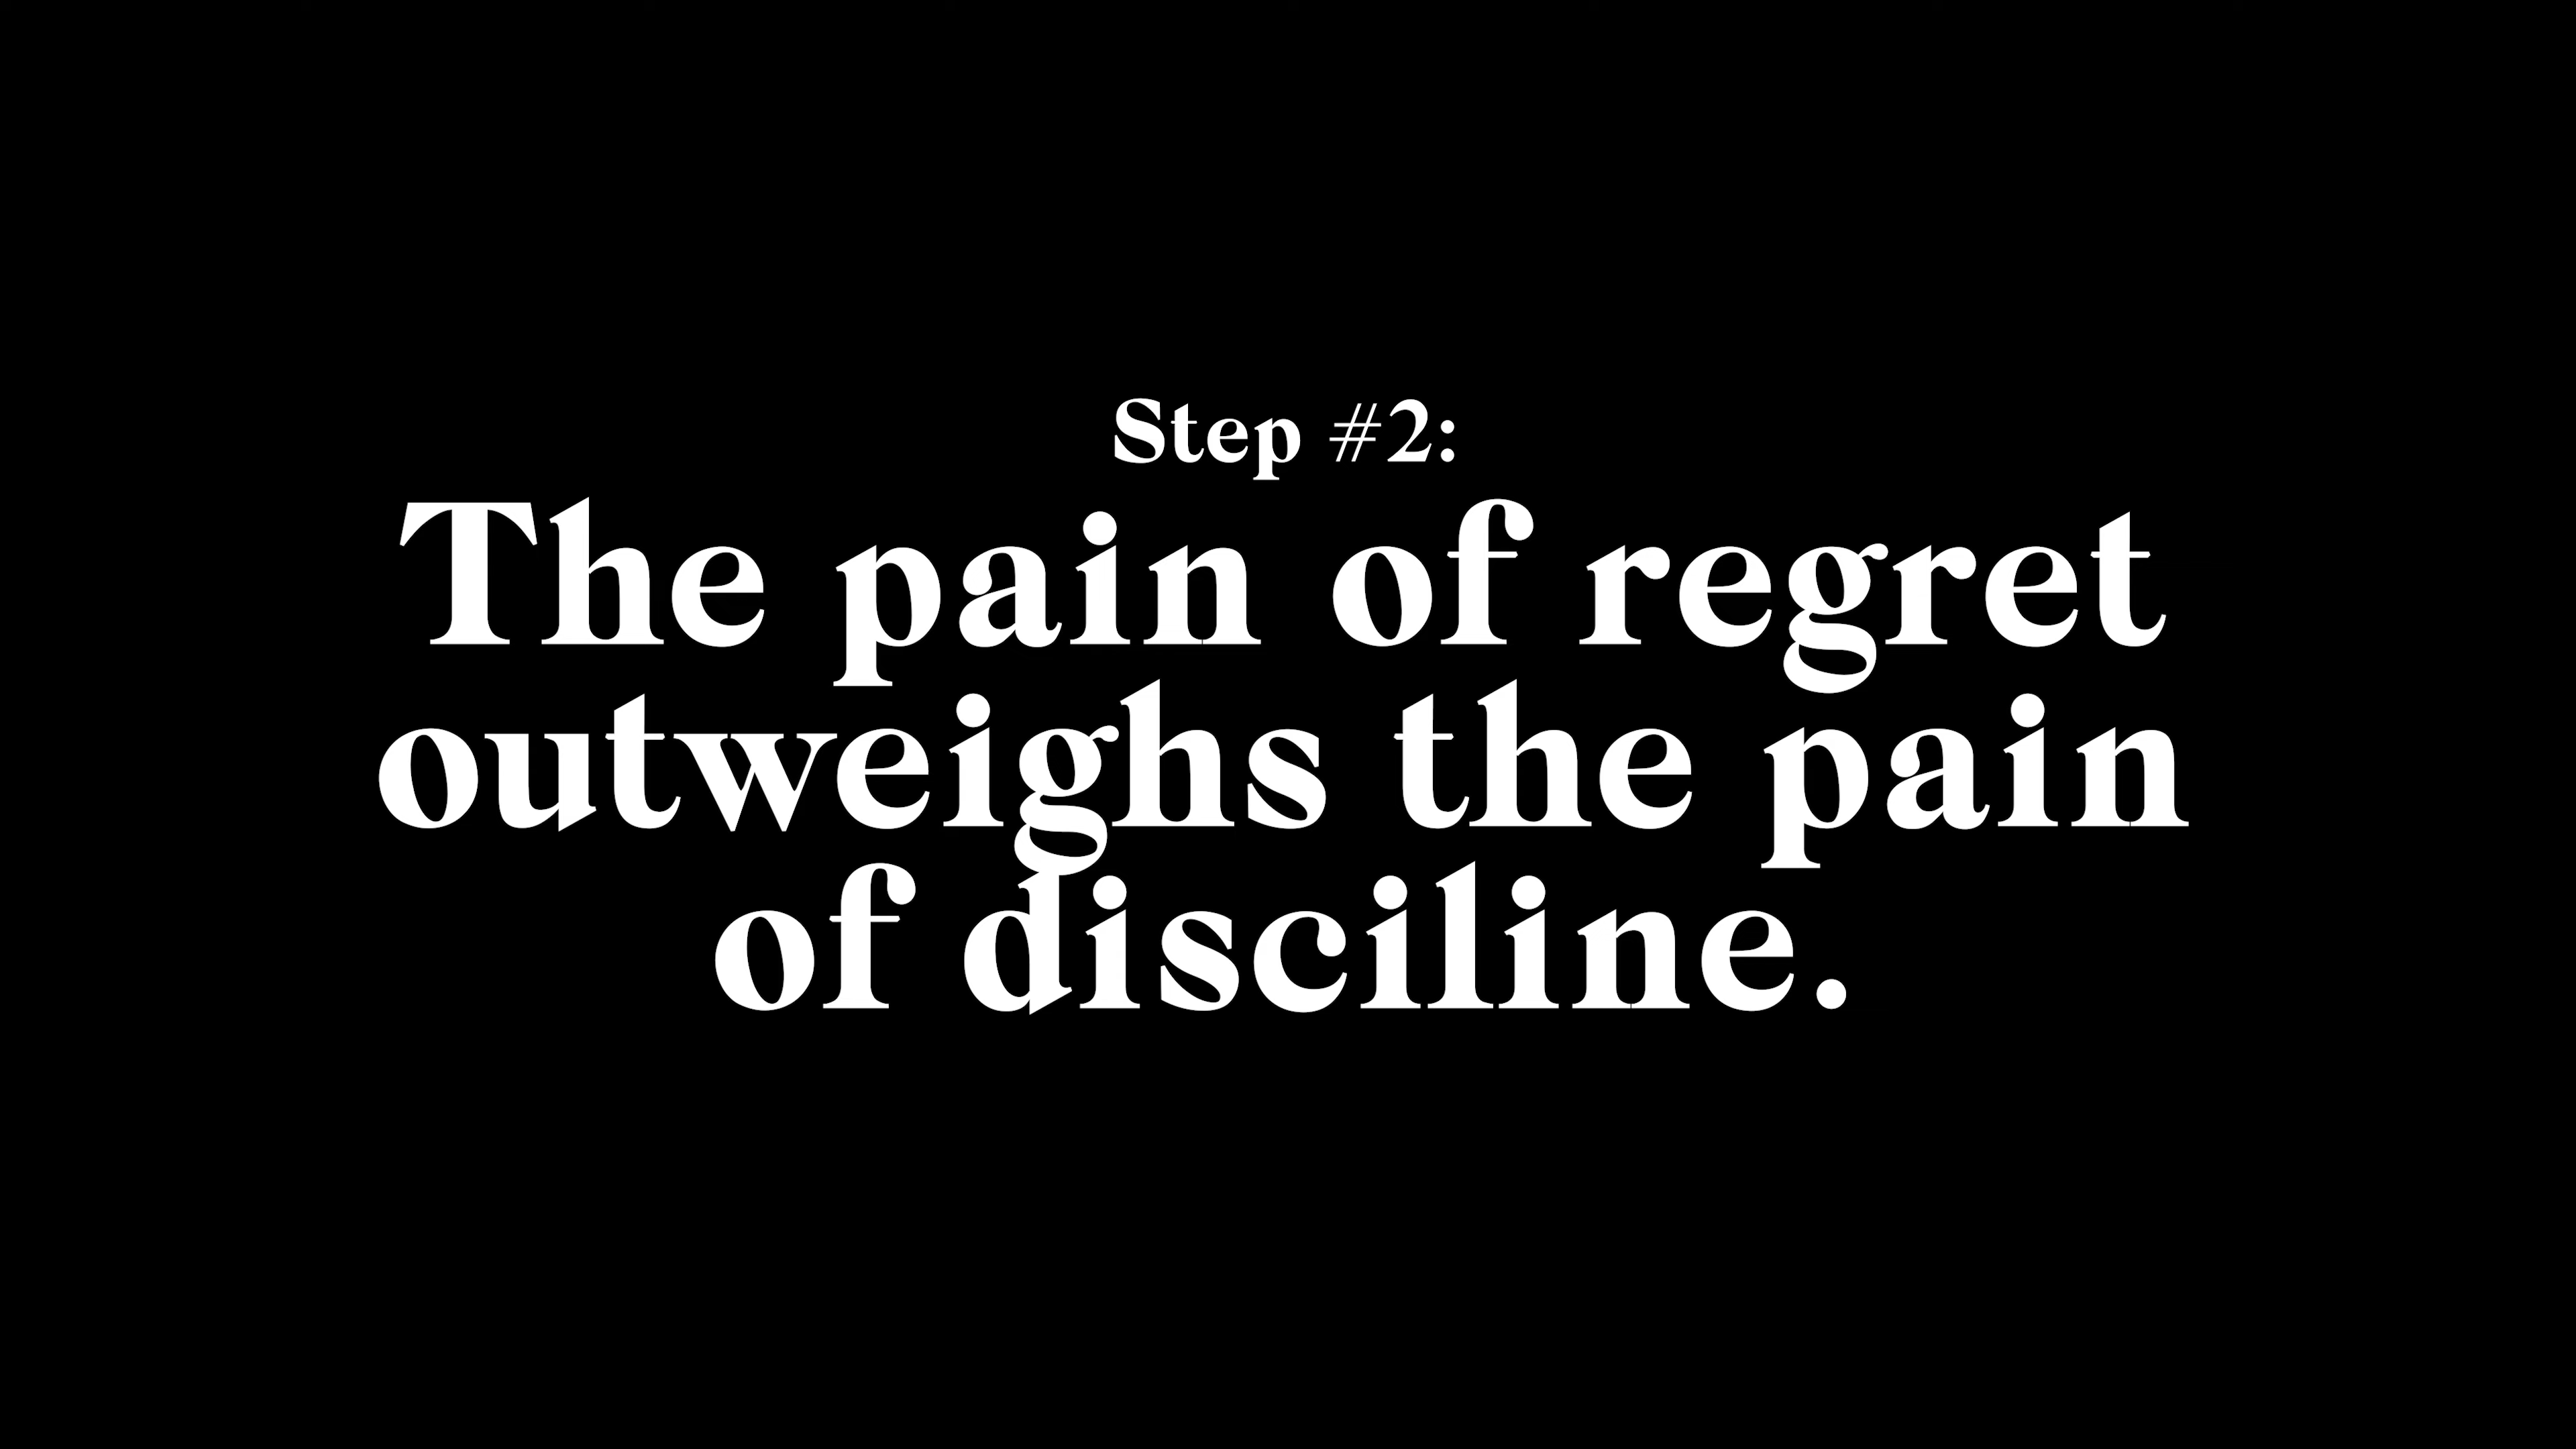 Step #2:
The pain of regret
outweighs the pain
of disciline.